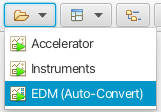 Accelerator
Instruments
EDM (Auto-Convert)